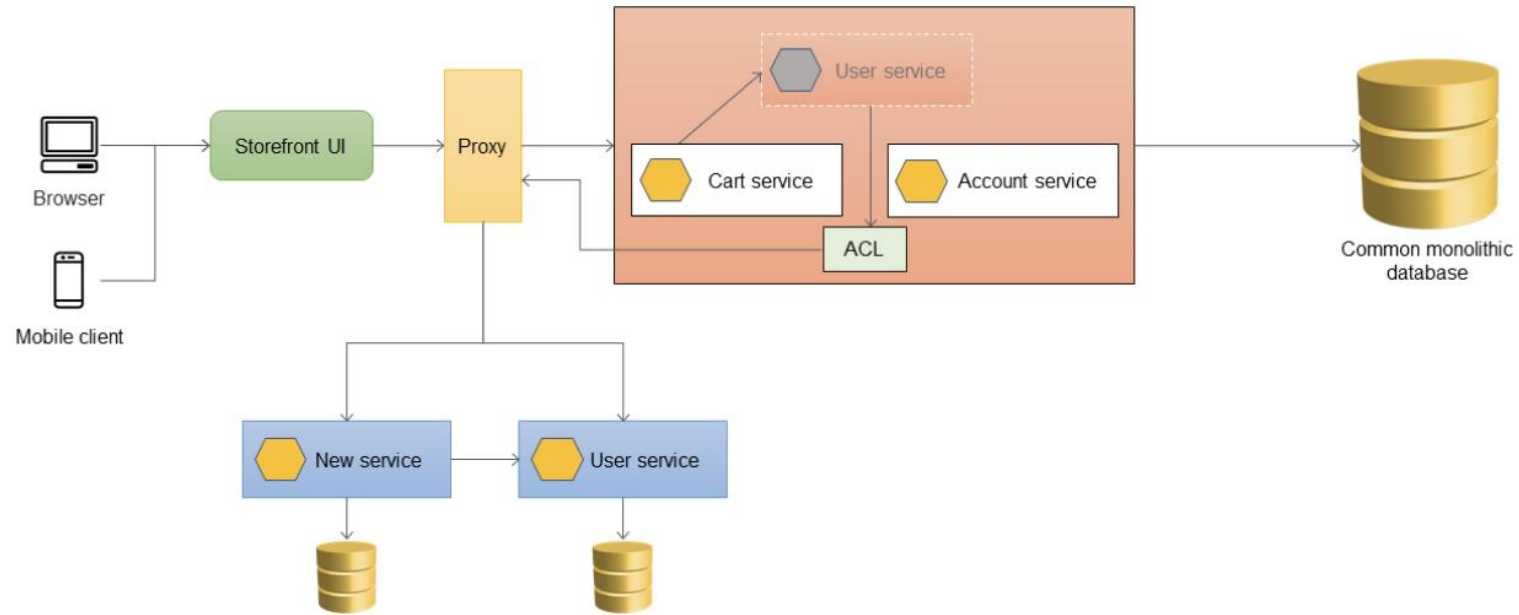 User service
Storefront UI
Proxy
Browser
Cart service
Account service
ACL
Common monolithic
database
Mobile client
New service
User service